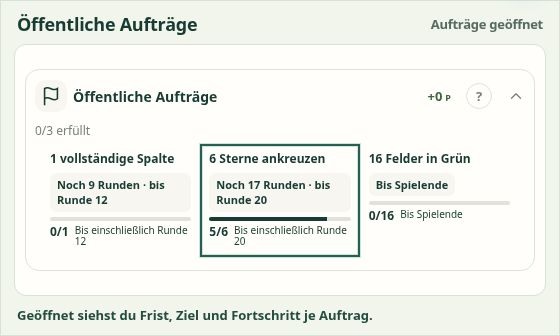 Öffentliche Aufträge
Aufträge geöffnet
Öffentliche Aufträge
+0 P
?
0/3 erfüllt
1 vollständige Spalte
Noch 9 Runden · bis
Runde 12
0/1 Bis einschließlich Runde
12
6 Sterne ankreuzen
Noch 17 Runden · bis
Runde 20
5/6 Bis einschließlich Runde
20
16 Felder in Grün
Bis Spielende
0/16 Bis Spielende
Geöffnet siehst du Frist, Ziel und Fortschritt je Auftrag.